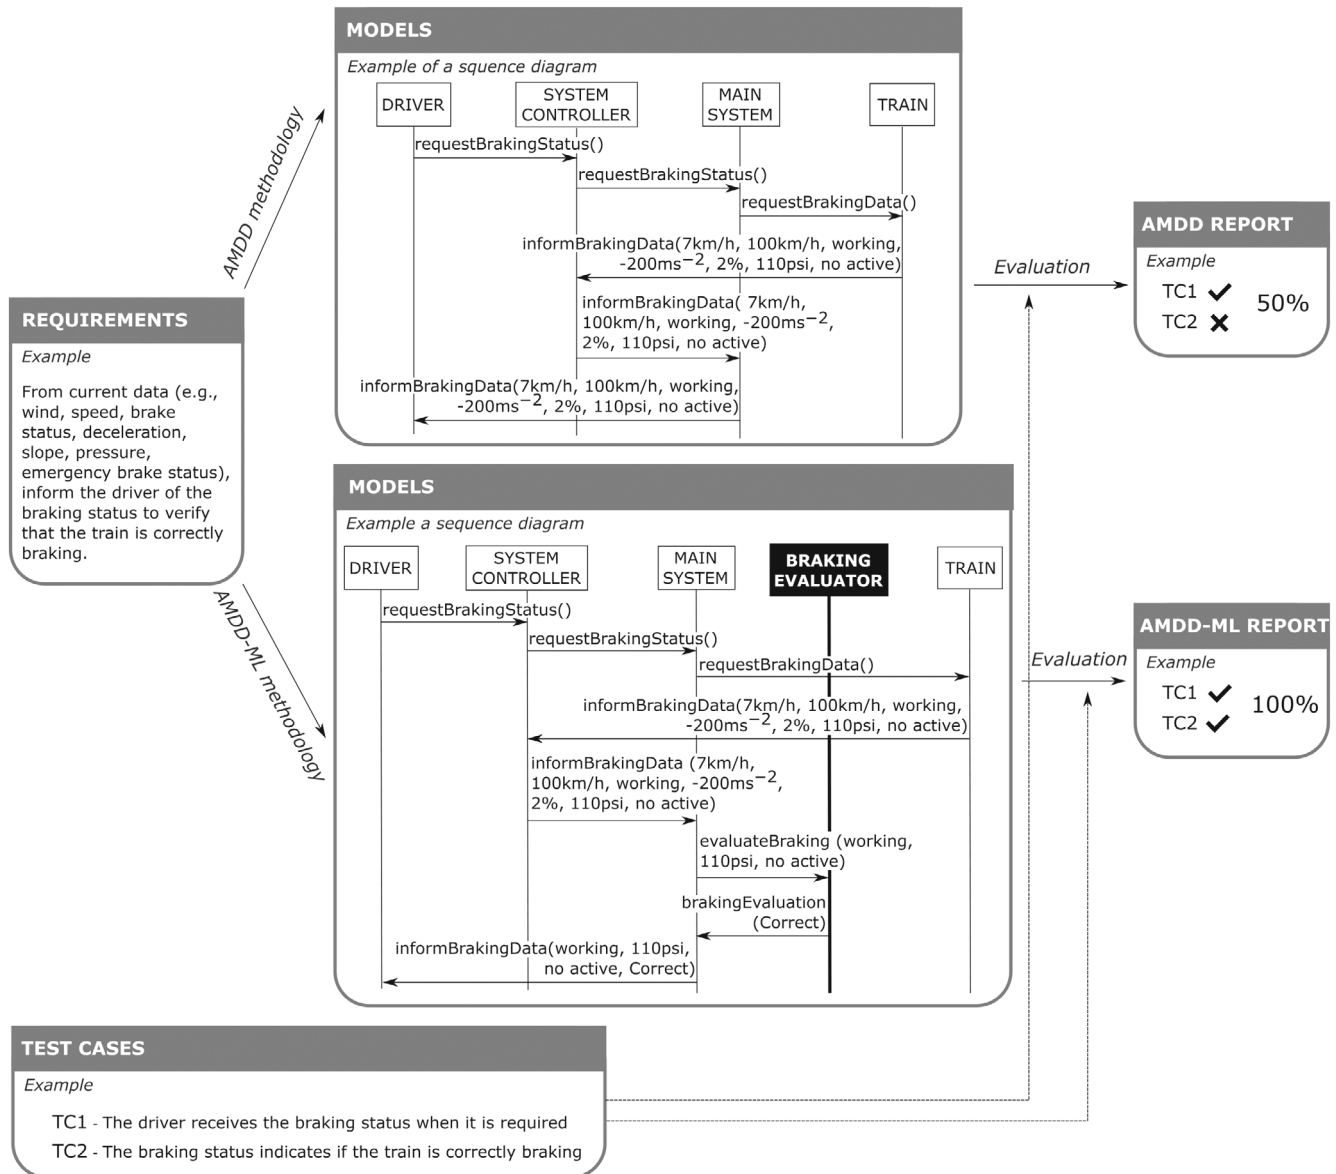 REQUIREMENTS
Example
From current data (e.g.,
wind, speed, brake
status, deceleration,
slope, pressure,
emergency brake status),
inform the driver of the
braking status to verify
that the train is correctly
braking.
AMDD methodology
AMDD-ML methodology
MODELS
Example of a squence diagram
DRIVER
SYSTEM
CONTROLLER
MAIN
SYSTEM
TRAIN
requestBrakingStatus()
requestBrakingStatus()
requestBrakingData()
informBrakingData(7km/h, 100km/h, working,
-200ms⁻², 2%, 110psi, no active)
informBrakingData( 7km/h,
100km/h, working, -200ms⁻²,
2%, 110psi, no active)
informBrakingData(7km/h, 100km/h, working,
-200ms⁻², 2%, 110psi, no active)
Evaluation
AMDD REPORT
Example
TC1 ✔
TC2 ✖
50%
MODELS
Example a sequence diagram
DRIVER
SYSTEM
CONTROLLER
MAIN
SYSTEM
BRAKING
EVALUATOR
TRAIN
requestBrakingStatus()
requestBrakingStatus()
requestBrakingData()
informBrakingData(7km/h, 100km/h, working,
-200ms⁻², 2%, 110psi, no active)
informBrakingData (7km/h,
100km/h, working, -200ms⁻²,
2%, 110psi, no active)
evaluateBraking (working,
110psi, no active)
brakingEvaluation
(Correct)
informBrakingData(working, 110psi,
no active, Correct)
Evaluation
AMDD-ML REPORT
Example
TC1 ✔
TC2 ✔
100%
TEST CASES
Example
TC1 - The driver receives the braking status when it is required
TC2 - The braking status indicates if the train is correctly braking